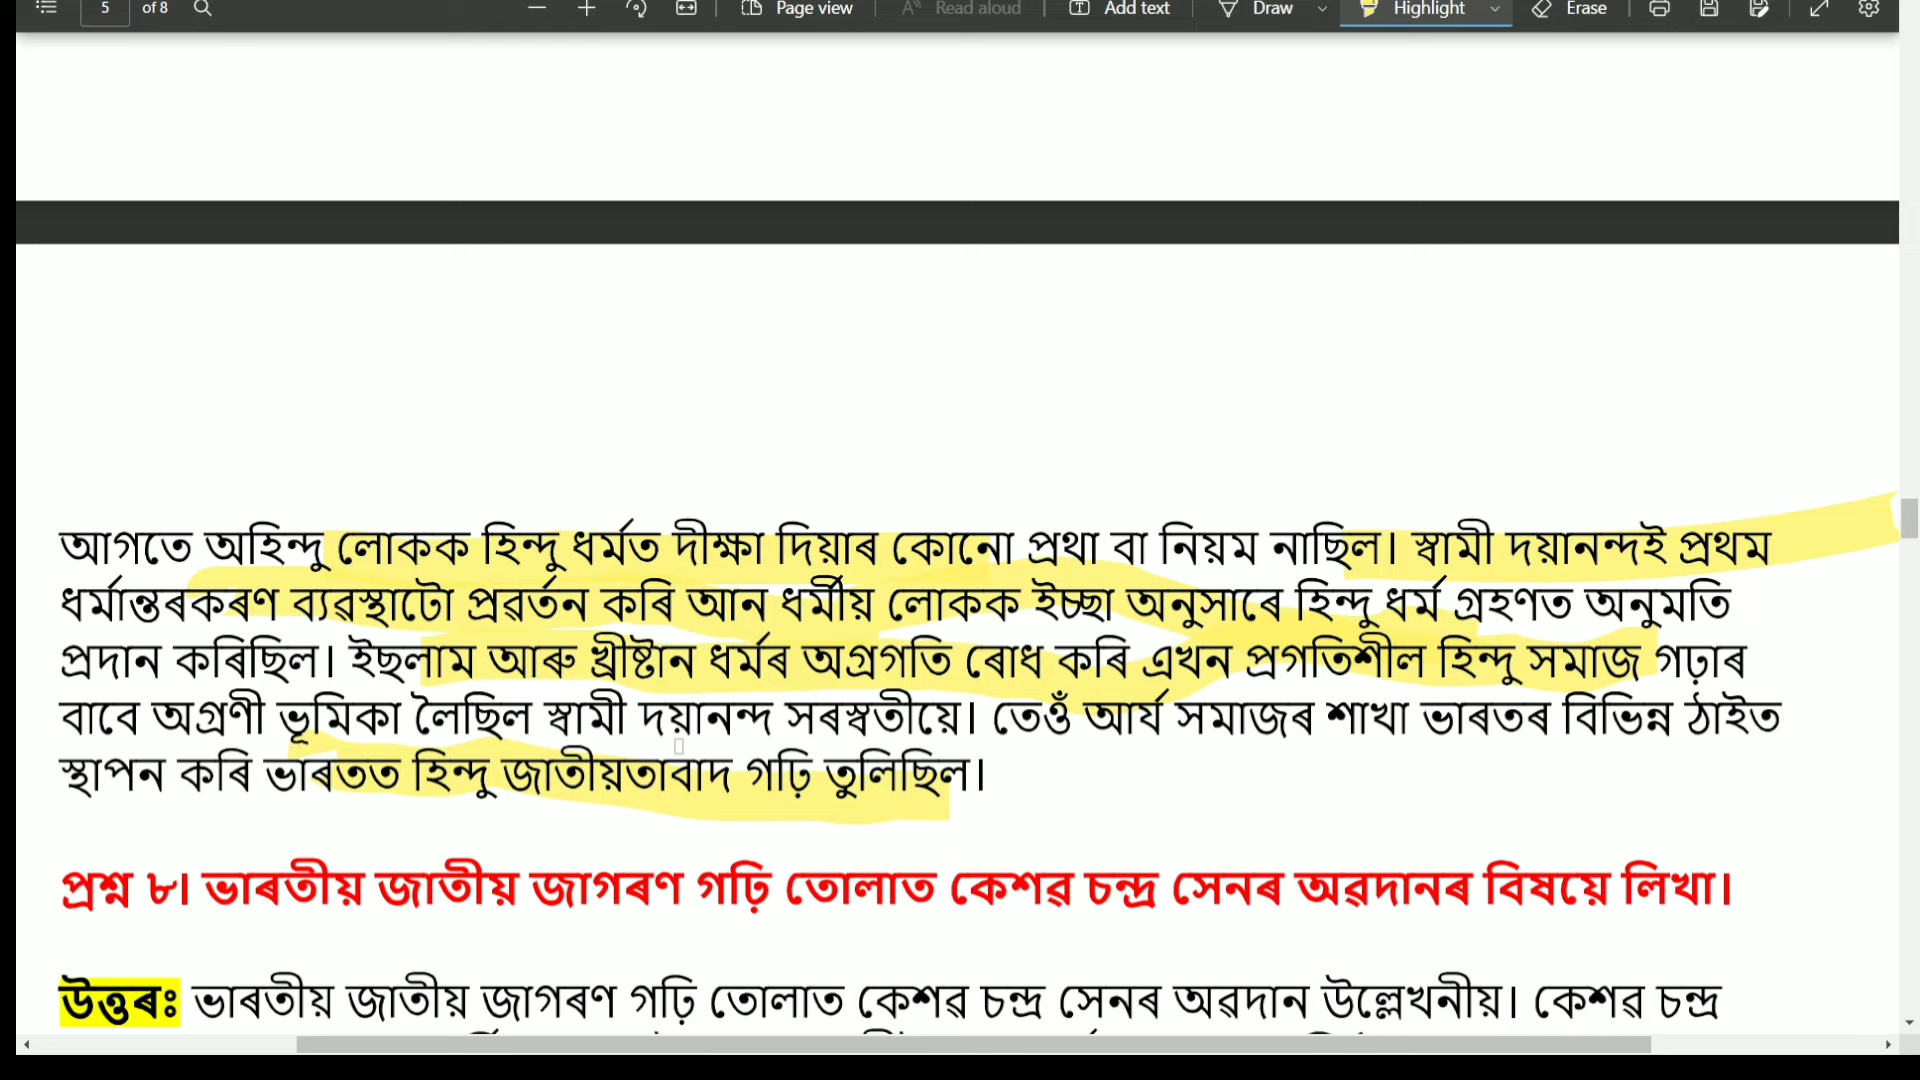 5 of 8 Page view Read aloud Add text Draw Highlight Erase
আগতে অহিন্দু লোকক হিন্দু ধৰ্মত দীক্ষা দিয়াৰ কোনো প্ৰথা বা নিয়ম নাছিল। স্বামী দয়ানন্দই প্ৰথম
ধৰ্মান্তৰকৰণ ব্যৱস্থাটো প্ৰৱৰ্তন কৰি আন ধৰ্মীয় লোকক ইচ্ছা অনুসাৰে হিন্দু ধৰ্ম গ্ৰহণত অনুমতি
প্ৰদান কৰিছিল। ইছলাম আৰু খ্ৰীষ্টান ধৰ্মৰ অগ্ৰগতি ৰোধ কৰি এখন প্ৰগতিশীল হিন্দু সমাজ গঢ়াৰ
বাবে অগ্ৰণী ভূমিকা লৈছিল স্বামী দয়ানন্দ সৰস্বতীয়ে। তেওঁ আৰ্য সমাজৰ শাখা ভাৰতৰ বিভিন্ন ঠাইত
স্থাপন কৰি ভাৰতত হিন্দু জাতীয়তাবাদ গঢ়ি তুলিছিল।
প্ৰশ্ন ৮। ভাৰতীয় জাতীয় জাগৰণ গঢ়ি তোলাত কেশৱ চন্দ্ৰ সেনৰ অৱদানৰ বিষয়ে লিখা।
উত্তৰঃ ভাৰতীয় জাতীয় জাগৰণ গঢ়ি তোলাত কেশৱ চন্দ্ৰ সেনৰ অৱদান উল্লেখনীয়। কেশৱ চন্দ্ৰ